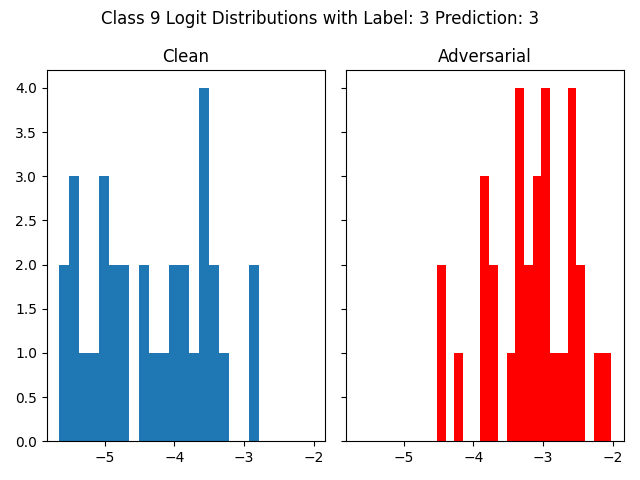 Class 9 Logit Distributions with Label: 3 Prediction: 3
Clean
Adversarial
4.0
3.5
3.0
2.5
2.0
1.5
1.0
0.5
0.0
−5 −4 −3 −2
−5 −4 −3 −2